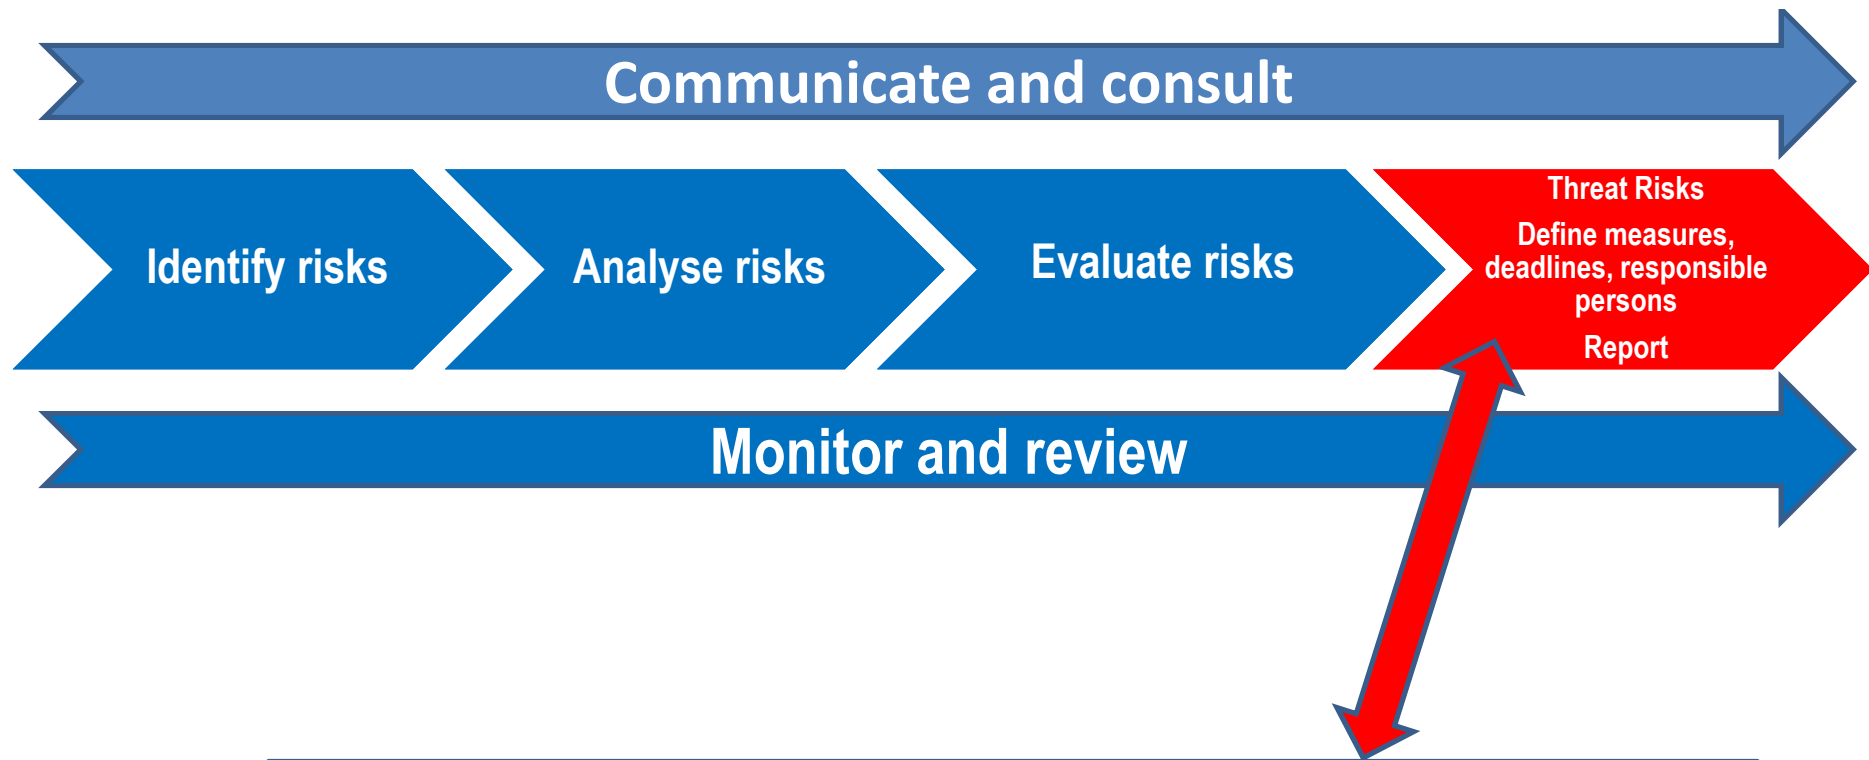 Communicate and consult
Identify risks
Analyse risks
Evaluate risks
Threat Risks
Define measures,
deadlines, responsible
persons
Report
Monitor and review